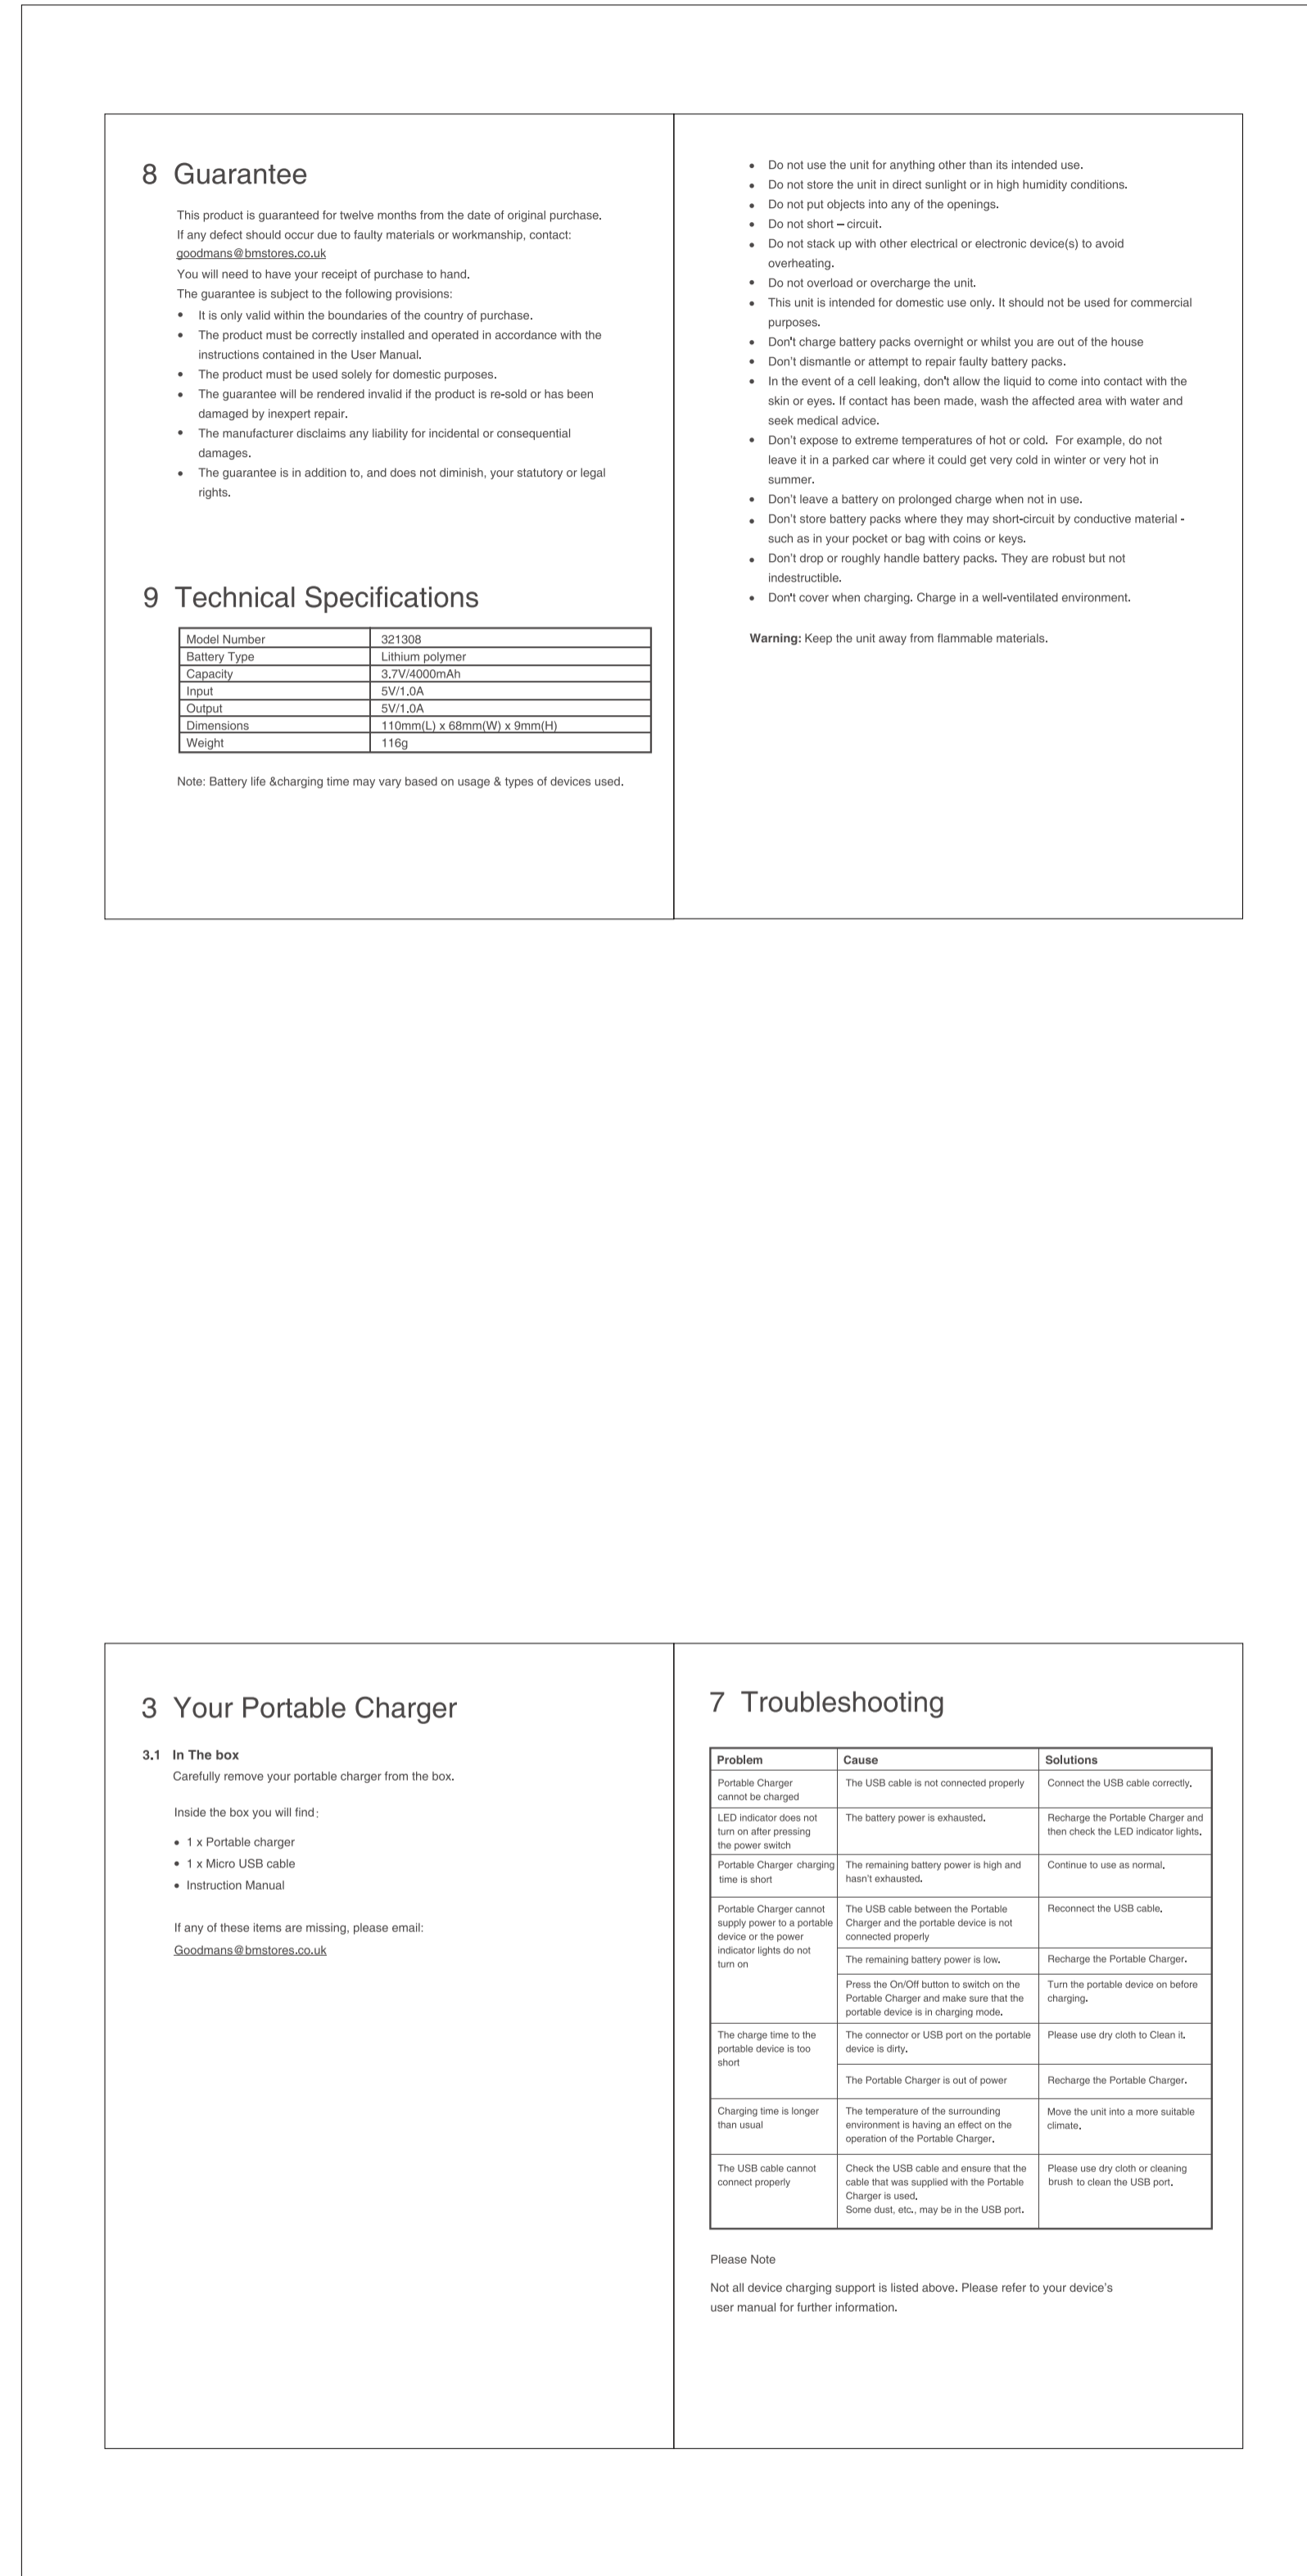 8 Guarantee
This product is guaranteed for twelve months from the date of original purchase.
If any defect should occur due to faulty materials or workmanship, contact:
goodmans@bmstores.co.uk
You will need to have your receipt of purchase to hand.
The guarantee is subject to the following provisions:
• It is only valid within the boundaries of the country of purchase.
• The product must be correctly installed and operated in accordance with the
instructions contained in the User Manual.
• The product must be used solely for domestic purposes.
• The guarantee will be rendered invalid if the product is re-sold or has been
damaged by inexpert repair.
• The manufacturer disclaims any liability for incidental or consequential
damages.
• The guarantee is in addition to, and does not diminish, your statutory or legal
rights.
9 Technical Specifications
Model Number 321308
Battery Type Lithium polymer
Capacity 3.7V/4000mAh
Input 5V/1.0A
Output 5V/1.0A
Dimensions 110mm(L) x 68mm(W) x 9mm(H)
Weight 116g
Note: Battery life &charging time may vary based on usage & types of devices used.
• Do not use the unit for anything other than its intended use.
• Do not store the unit in direct sunlight or in high humidity conditions.
• Do not put objects into any of the openings.
• Do not short – circuit.
• Do not stack up with other electrical or electronic device(s) to avoid
overheating.
• Do not overload or overcharge the unit.
• This unit is intended for domestic use only. It should not be used for commercial
purposes.
• Don't charge battery packs overnight or whilst you are out of the house
• Don't dismantle or attempt to repair faulty battery packs.
• In the event of a cell leaking, don't allow the liquid to come into contact with the
skin or eyes. If contact has been made, wash the affected area with water and
seek medical advice.
• Don't expose to extreme temperatures of hot or cold. For example, do not
leave it in a parked car where it could get very cold in winter or very hot in
summer.
• Don't leave a battery on prolonged charge when not in use.
• Don't store battery packs where they may short-circuit by conductive material -
such as in your pocket or bag with coins or keys.
• Don't drop or roughly handle battery packs. They are robust but not
indestructible.
• Don't cover when charging. Charge in a well-ventilated environment.
Warning: Keep the unit away from flammable materials.
3 Your Portable Charger
3.1 In The box
Carefully remove your portable charger from the box.
Inside the box you will find:
• 1 x Portable charger
• 1 x Micro USB cable
• Instruction Manual
If any of these items are missing, please email:
Goodmans@bmstores.co.uk
7 Troubleshooting
Problem Cause Solutions
Portable Charger
cannot be charged
The USB cable is not connected properly
Connect the USB cable correctly.
LED indicator does not
turn on after pressing
the power switch
The battery power is exhausted.
Recharge the Portable Charger and
then check the LED indicator lights.
Portable Charger charging
time is short
The remaining battery power is high and
hasn't exhausted.
Continue to use as normal.
Portable Charger cannot
supply power to a portable
device or the power
indicator lights do not
turn on
The USB cable between the Portable
Charger and the portable device is not
connected properly
Reconnect the USB cable.
The remaining battery power is low.
Recharge the Portable Charger.
Press the On/Off button to switch on the
Portable Charger and make sure that the
portable device is in charging mode.
Turn the portable device on before
charging.
The charge time to the
portable device is too
short
The connector or USB port on the portable
device is dirty.
Please use dry cloth to Clean it.
The Portable Charger is out of power
Recharge the Portable Charger.
Charging time is longer
than usual
The temperature of the surrounding
environment is having an effect on the
operation of the Portable Charger.
Move the unit into a more suitable
climate.
The USB cable cannot
connect properly
Check the USB cable and ensure that the
cable that was supplied with the Portable
Charger is used.
Some dust, etc., may be in the USB port.
Please use dry cloth or cleaning
brush to clean the USB port.
Please Note
Not all device charging support is listed above. Please refer to your device's
user manual for further information.